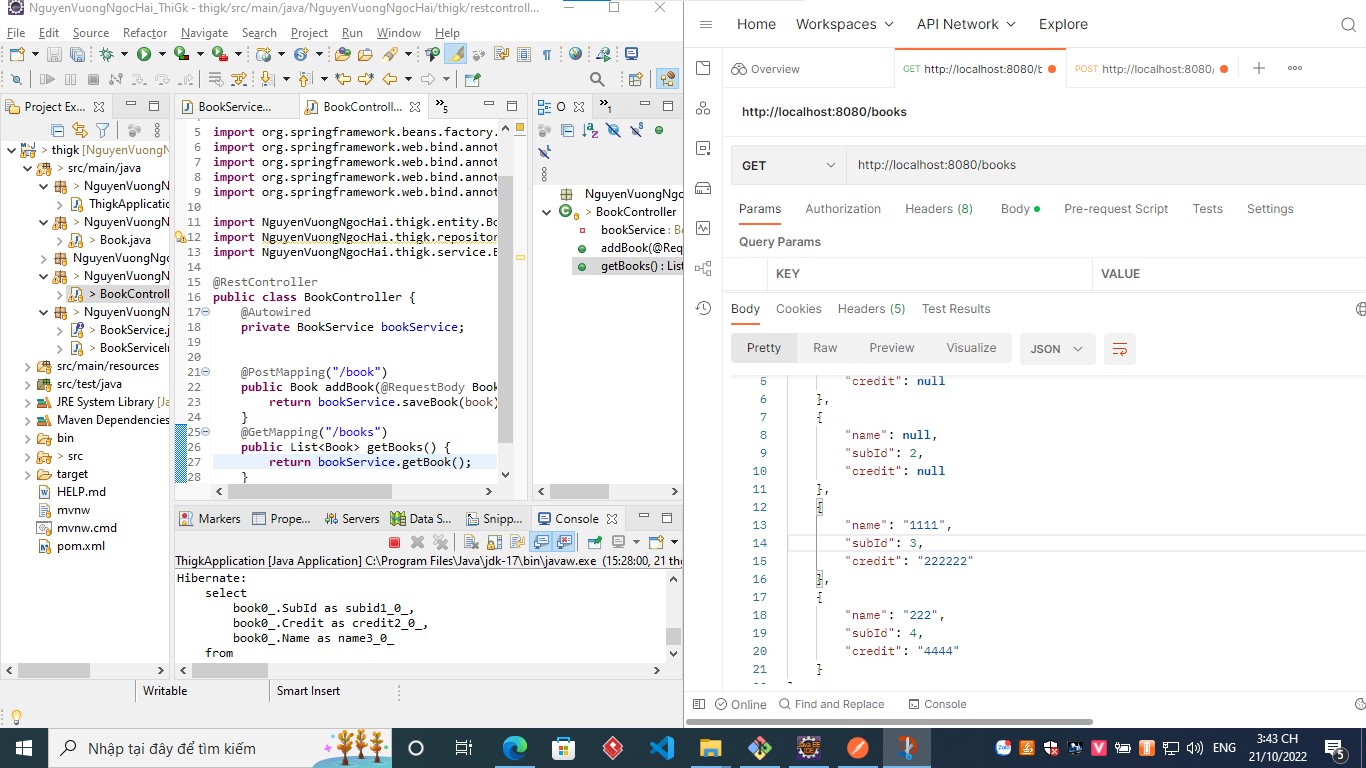 NguyenVuongNgocHai_ThiGk - thigk/src/main/java/NguyenVuongNgocHai/thigk/restcontroll...
File Edit Source Refactor Navigate Search Project Run Window Help
Project Ex...
thigk [NguyenVuongN
> src/main/java
> NguyenVuongN
ThigkApplicatio
> NguyenVuongN
> Book.java
NguyenVuongNgo
> NguyenVuongN
> BookControll
> NguyenVuongN
> BookService.j
> BookServiceIn
src/main/resources
src/test/java
JRE System Library [Ja
Maven Dependencies
bin
> src
target
HELP.md
mvnw
mvnw.cmd
pom.xml
BookService...
BookControll...
»5
5 import org.springframework.beans.factory.
6 import org.springframework.web.bind.annot
7 import org.springframework.web.bind.annot
8 import org.springframework.web.bind.annot
9 import org.springframework.web.bind.annot
10
11 import NguyenVuongNgocHai.thigk.entity.Bo
12 import NguyenVuongNgocHai.thigk.repositor
13 import NguyenVuongNgocHai.thigk.service.B
14
15 @RestController
16 public class BookController {
17 @Autowired
18 private BookService bookService;
19
20
21 @PostMapping("/book")
22 public Book addBook(@RequestBody Book
23 return bookService.saveBook(book)
24 }
25 @GetMapping("/books")
26 public List<Book> getBooks() {
27 return bookService.getBook();
28 }
O
»1
NguyenVuongNgo
> BookController
bookService : Bo
addBook(@Req
getBooks() : List
Markers Prope... Servers Data S... Snipp... Console
ThigkApplication [Java Application] C:\Program Files\Java\jdk-17\bin\javaw.exe (15:28:00, 21 thg
Hibernate:
select
book0_.SubId as subid1_0_,
book0_.Credit as credit2_0_,
book0_.Name as name3_0_
from
Writable Smart Insert
Home Workspaces API Network Explore
Overview
GET http://localhost:8080/b
POST http://localhost:8080/
http://localhost:8080/books
GET http://localhost:8080/books
Params Authorization Headers (8) Body Pre-request Script Tests Settings
Query Params
KEY VALUE
Body Cookies Headers (5) Test Results
Pretty Raw Preview Visualize JSON
5 "credit": null
6 },
7 {
8 "name": null,
9 "subId": 2,
10 "credit": null
11 },
12 {
13 "name": "1111",
14 "subId": 3,
15 "credit": "222222"
16 },
17 {
18 "name": "222",
19 "subId": 4,
20 "credit": "4444"
21 }
Online Find and Replace Console
Nhập tại đây để tìm kiếm
ENG
3:43 CH
21/10/2022
5